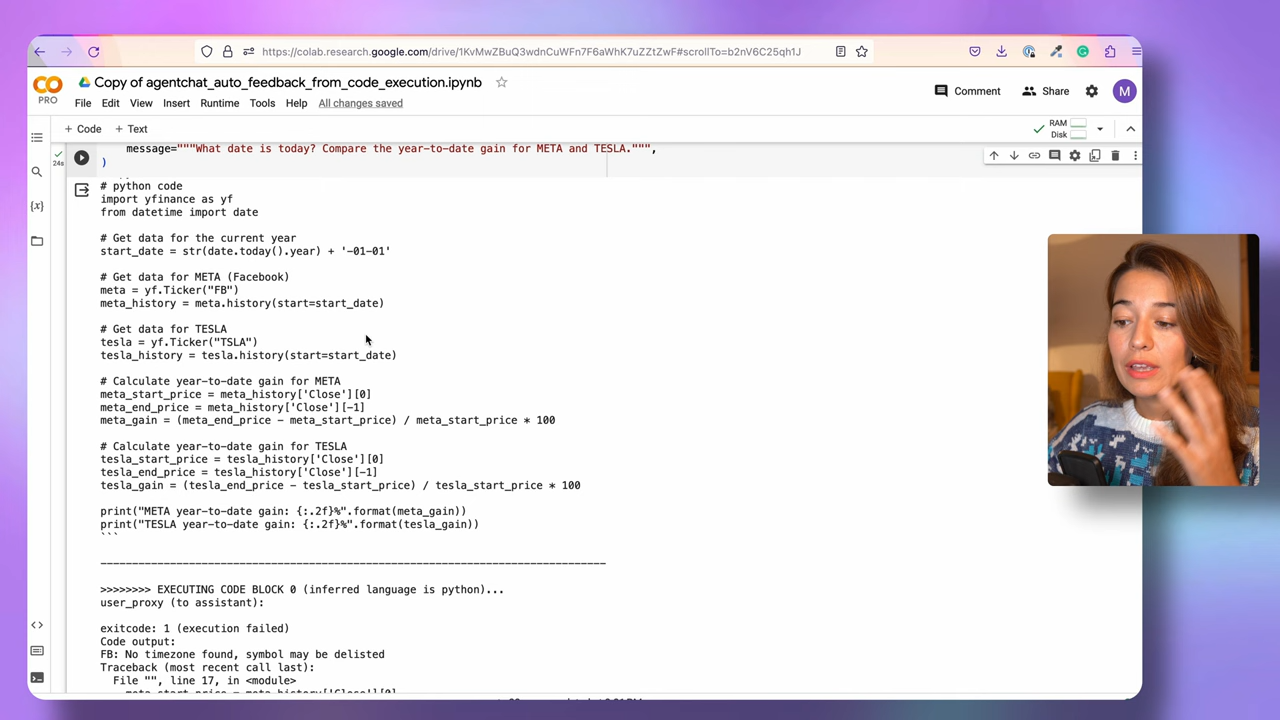 https://colab.research.google.com/drive/1KvMwZBuQ3wdnCuWFn7F6aWhK7uZZtZwF#scrollTo=b2nV6C25qh1J
CO
PRO
Copy of agentchat_auto_feedback_from_code_execution.ipynb
File Edit View Insert Runtime Tools Help All changes saved
Comment Share M
+ Code + Text
RAM
Disk
24s
message="""What date is today? Compare the year-to-date gain for META and TESLA.""",
)
{x}
# python code
import yfinance as yf
from datetime import date
# Get data for the current year
start_date = str(date.today().year) + '-01-01'
# Get data for META (Facebook)
meta = yf.Ticker("FB")
meta_history = meta.history(start=start_date)
# Get data for TESLA
tesla = yf.Ticker("TSLA")
tesla_history = tesla.history(start=start_date)
# Calculate year-to-date gain for META
meta_start_price = meta_history['Close'][0]
meta_end_price = meta_history['Close'][-1]
meta_gain = (meta_end_price - meta_start_price) / meta_start_price * 100
# Calculate year-to-date gain for TESLA
tesla_start_price = tesla_history['Close'][0]
tesla_end_price = tesla_history['Close'][-1]
tesla_gain = (tesla_end_price - tesla_start_price) / tesla_start_price * 100
print("META year-to-date gain: {:.2f}%".format(meta_gain))
print("TESLA year-to-date gain: {:.2f}%".format(tesla_gain))
```
--------------------------------------------------------------------------------
>>>>>>>> EXECUTING CODE BLOCK 0 (inferred language is python)...
user_proxy (to assistant):
exitcode: 1 (execution failed)
Code output:
FB: No timezone found, symbol may be delisted
Traceback (most recent call last):
File "", line 17, in <module>
meta_start_price = meta_history['Close'][0]